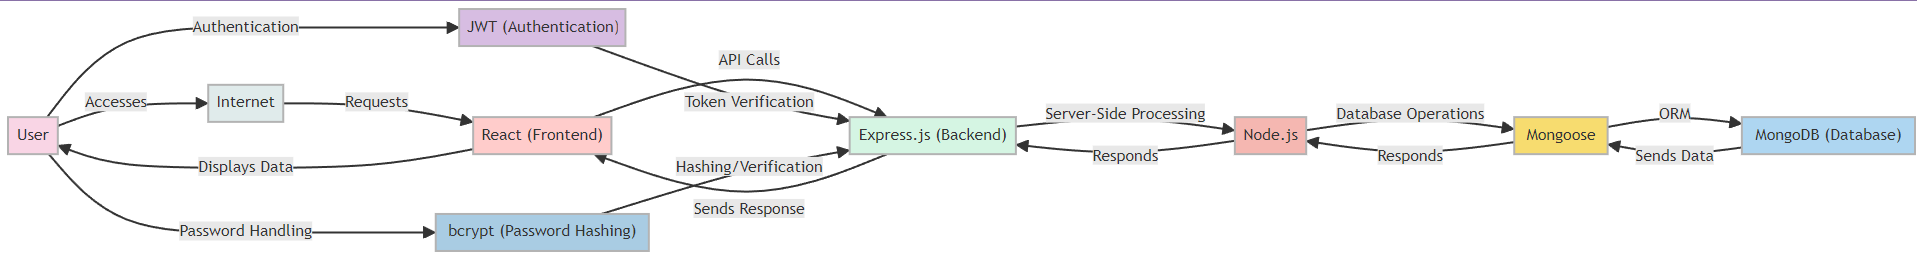 Authentication
JWT (Authentication)
API Calls
Accesses
Internet
Requests
Token Verification
Server-Side Processing
Database Operations
ORM
User
React (Frontend)
Express.js (Backend)
Node.js
Mongoose
MongoDB (Database)
Displays Data
Hashing/Verification
Responds
Responds
Sends Data
Sends Response
Password Handling
bcrypt (Password Hashing)